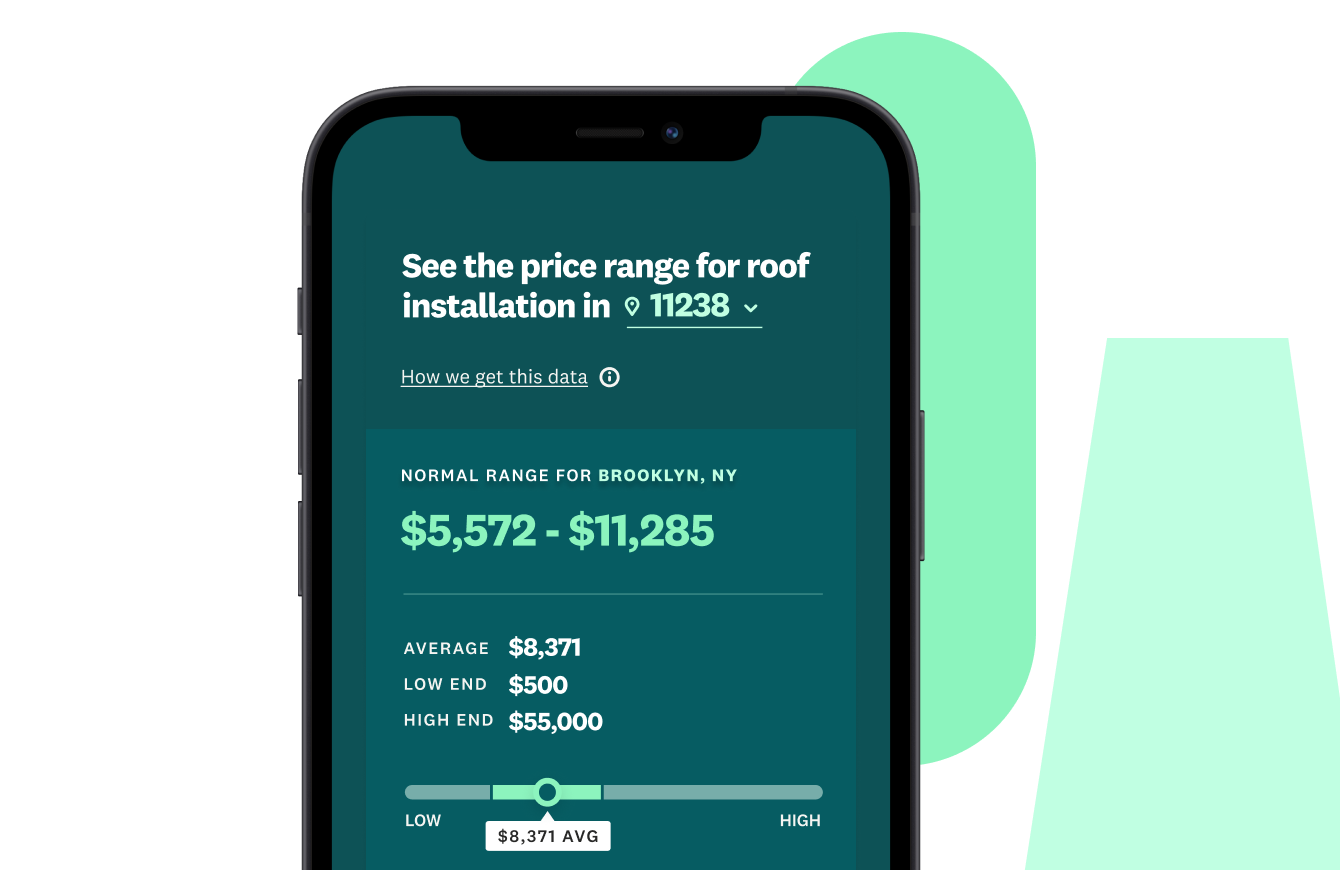 See the price range for roof
installation in 11238
How we get this data
NORMAL RANGE FOR BROOKLYN, NY
$5,572 - $11,285
AVERAGE $8,371
LOW END $500
HIGH END $55,000
LOW HIGH
$8,371 AVG